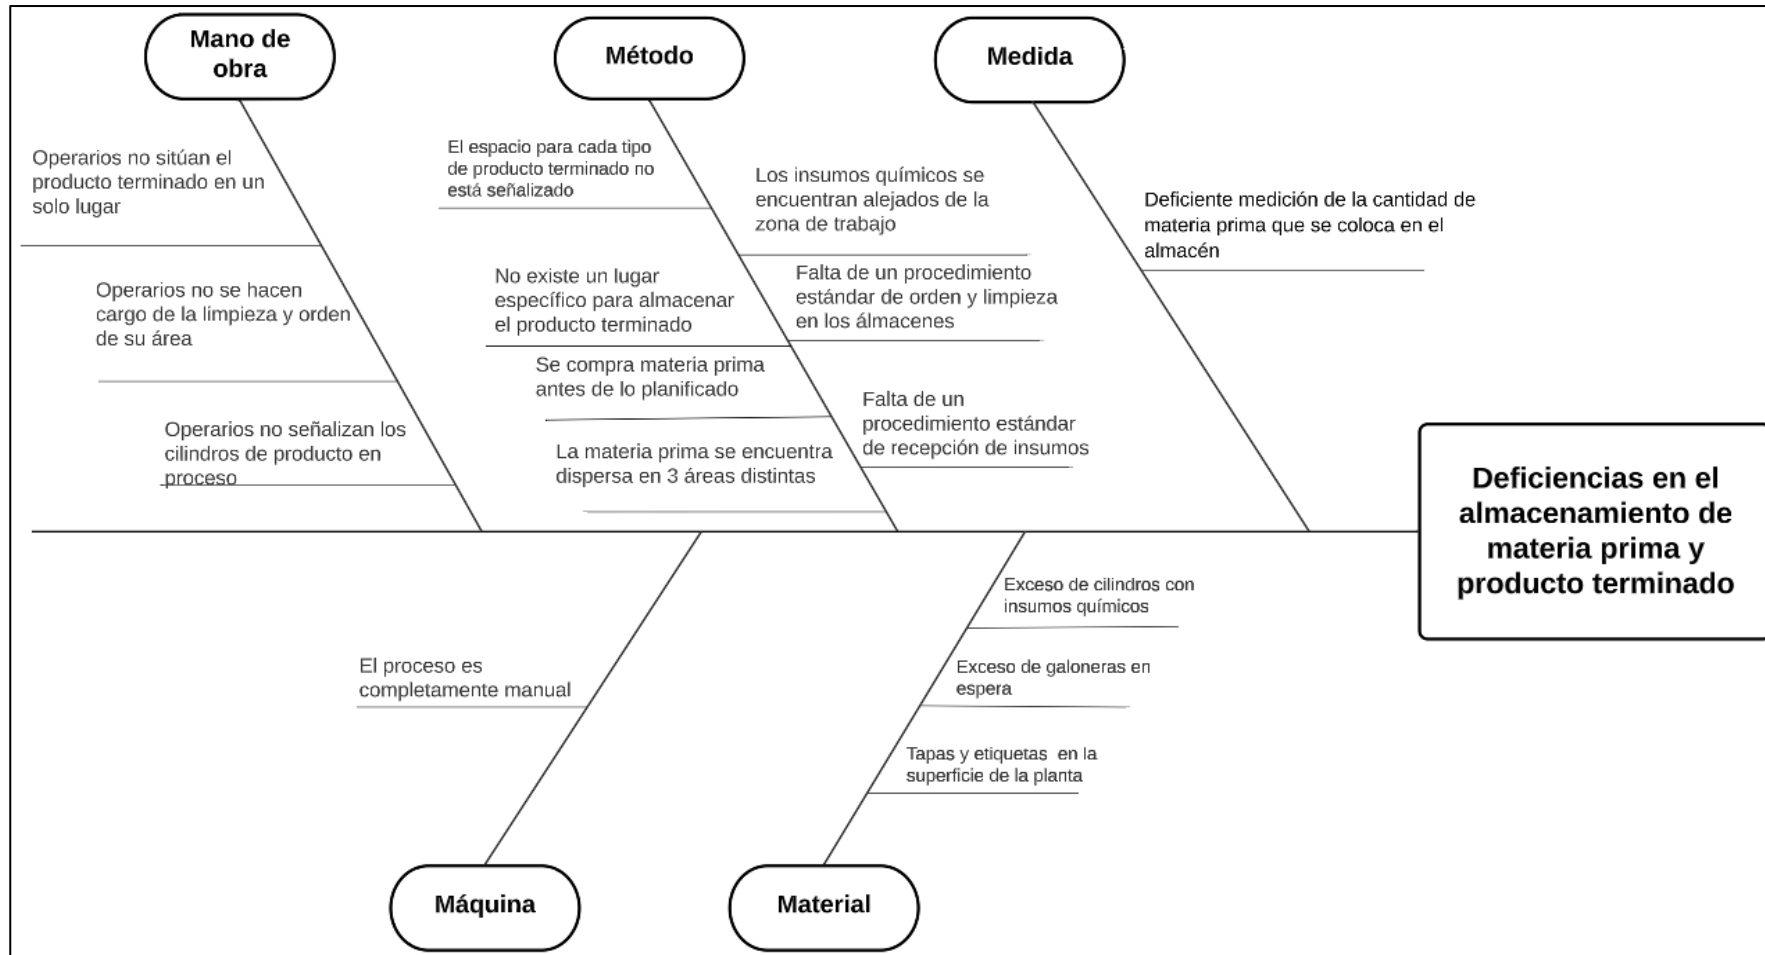 Mano de
obra
Método
Medida
Operarios no sitúan el
producto terminado en un
solo lugar
Operarios no se hacen
cargo de la limpieza y orden
de su área
Operarios no señalizan los
cilindros de producto en
proceso
El espacio para cada tipo
de producto terminado no
está señalizado
No existe un lugar
específico para almacenar
el producto terminado
Se compra materia prima
antes de lo planificado
La materia prima se encuentra
dispersa en 3 áreas distintas
Los insumos químicos se
encuentran alejados de la
zona de trabajo
Falta de un procedimiento
estándar de orden y limpieza
en los álmacenes
Falta de un
procedimiento estándar
de recepción de insumos
Deficiente medición de la cantidad de
materia prima que se coloca en el
almacén
Deficiencias en el
almacenamiento de
materia prima y
producto terminado
El proceso es
completamente manual
Exceso de cilindros con
insumos químicos
Exceso de galoneras en
espera
Tapas y etiquetas en la
superficie de la planta
Máquina
Material